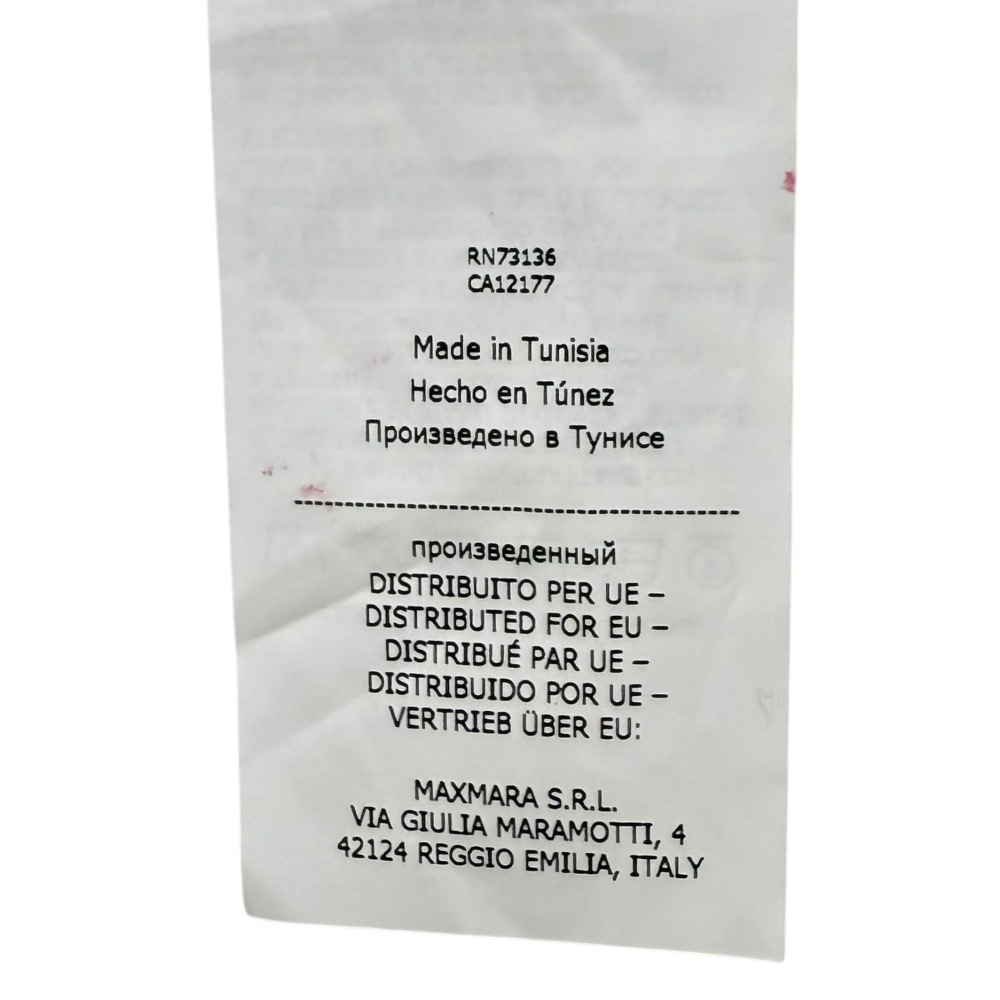 RN73136
CA12177
Made in Tunisia
Hecho en Túnez
Произведено в Тунисе
произведенный
DISTRIBUITO PER UE –
DISTRIBUTED FOR EU –
DISTRIBUÉ PAR UE –
DISTRIBUIDO POR UE –
VERTRIEB ÜBER EU:
MAXMARA S.R.L.
VIA GIULIA MARAMOTTI, 4
42124 REGGIO EMILIA, ITALY